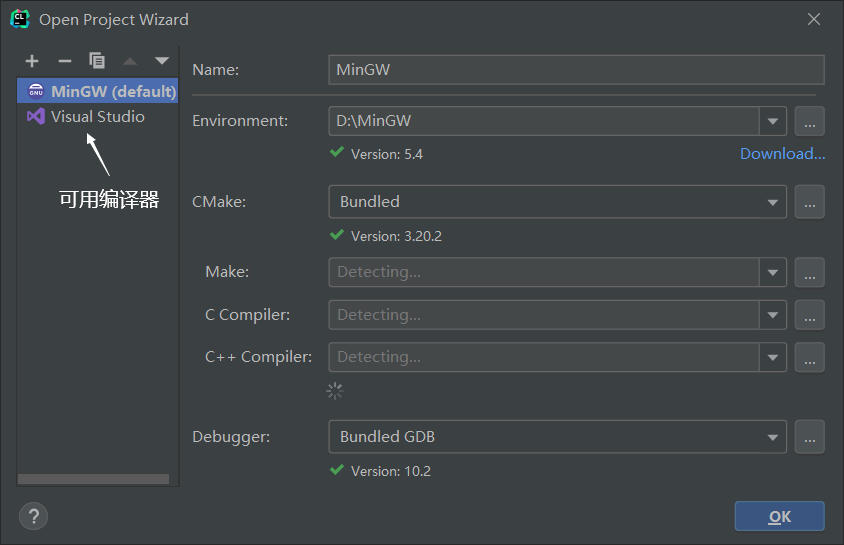 Open Project Wizard
MinGW (default)
Visual Studio
可用编译器
Name: MinGW
Environment: D:\MinGW ...
Version: 5.4 Download...
CMake: Bundled ...
Version: 3.20.2
Make: Detecting... ...
C Compiler: Detecting... ...
C++ Compiler: Detecting... ...
Debugger: Bundled GDB ...
Version: 10.2
? OK